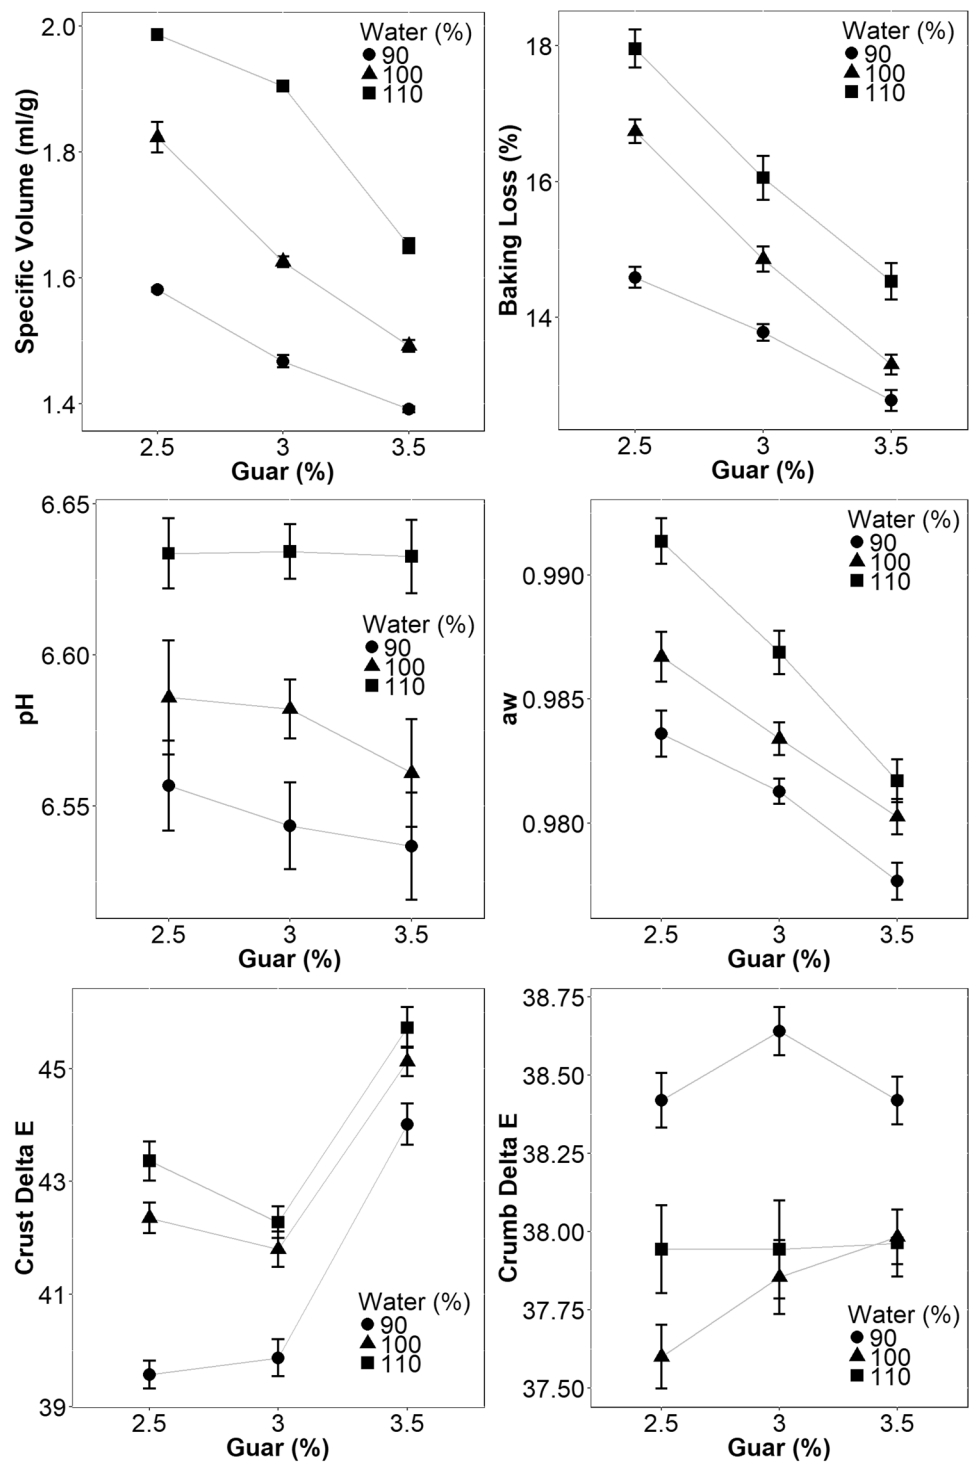 Specific Volume (ml/g)
2.0
1.8
1.6
1.4
Water (%)
90
100
110
2.5 3 3.5
Guar (%)
Baking Loss (%)
18
16
14
Water (%)
90
100
110
2.5 3 3.5
Guar (%)
pH
6.65
6.60
6.55
Water (%)
90
100
110
2.5 3 3.5
Guar (%)
aw
0.990
0.985
0.980
Water (%)
90
100
110
2.5 3 3.5
Guar (%)
Crust Delta E
45
43
41
39
Water (%)
90
100
110
2.5 3 3.5
Guar (%)
Crumb Delta E
38.75
38.50
38.25
38.00
37.75
37.50
Water (%)
90
100
110
2.5 3 3.5
Guar (%)